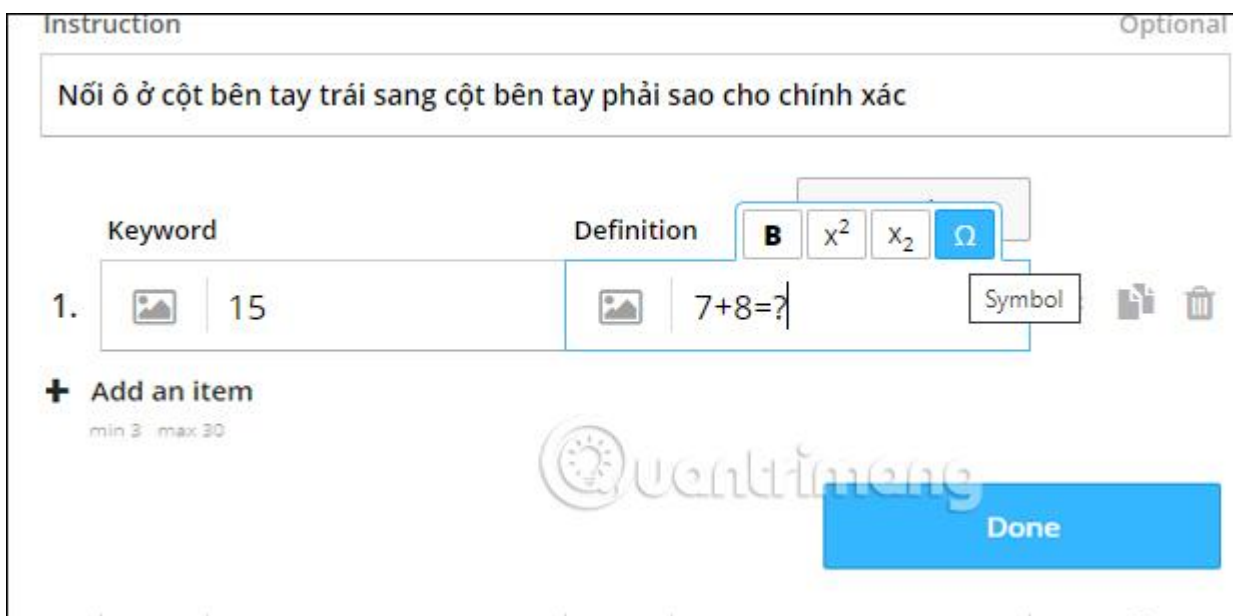 Instruction Optional
Nối ô ở cột bên tay trái sang cột bên tay phải sao cho chính xác
Keyword Definition B x² x₂ Ω
1. 15 7+8=? Symbol
+ Add an item
min 3 max 30
Quantrimang
Done